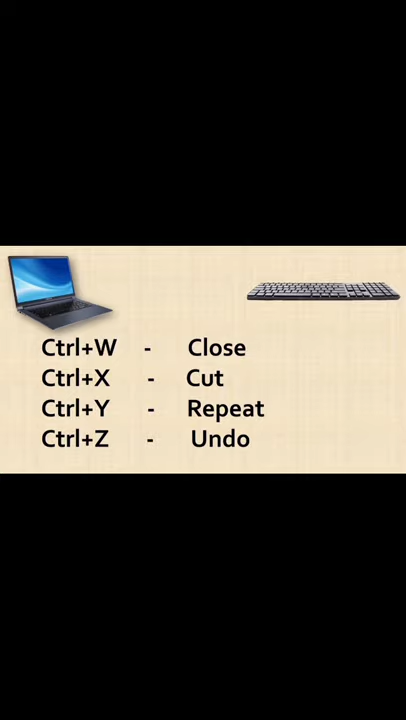 Ctrl+W - Close
Ctrl+X - Cut
Ctrl+Y - Repeat
Ctrl+Z - Undo